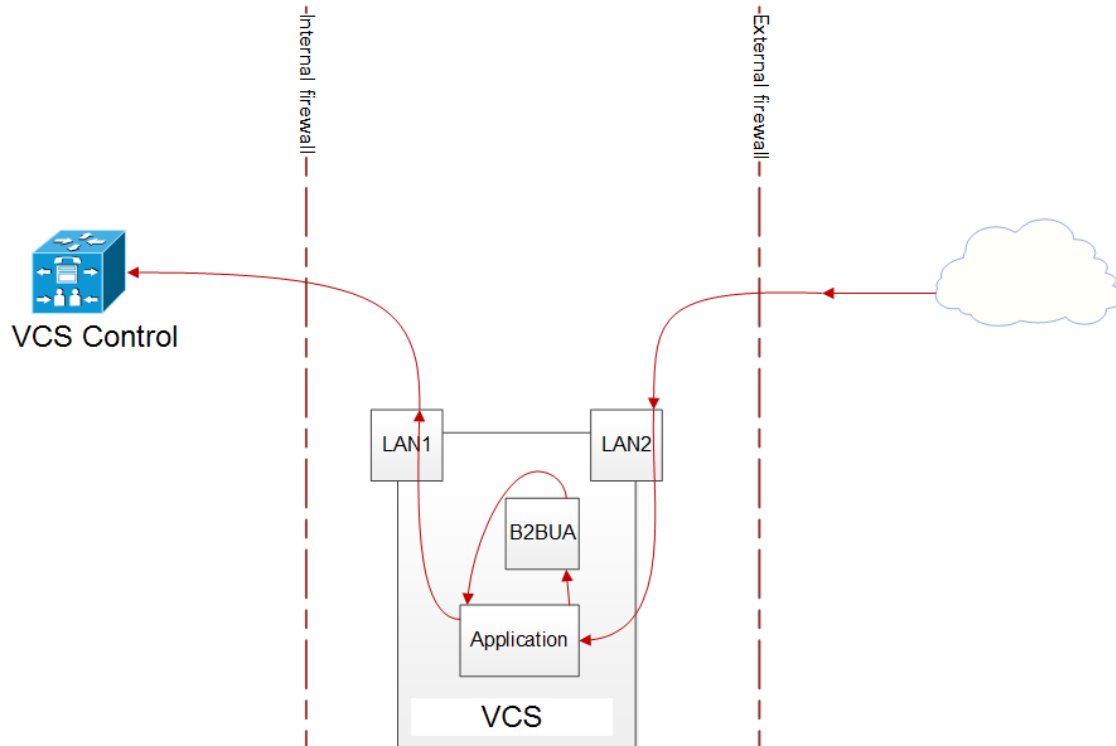 Internal firewall
External firewall
VCS Control
LAN1
LAN2
B2BUA
Application
VCS